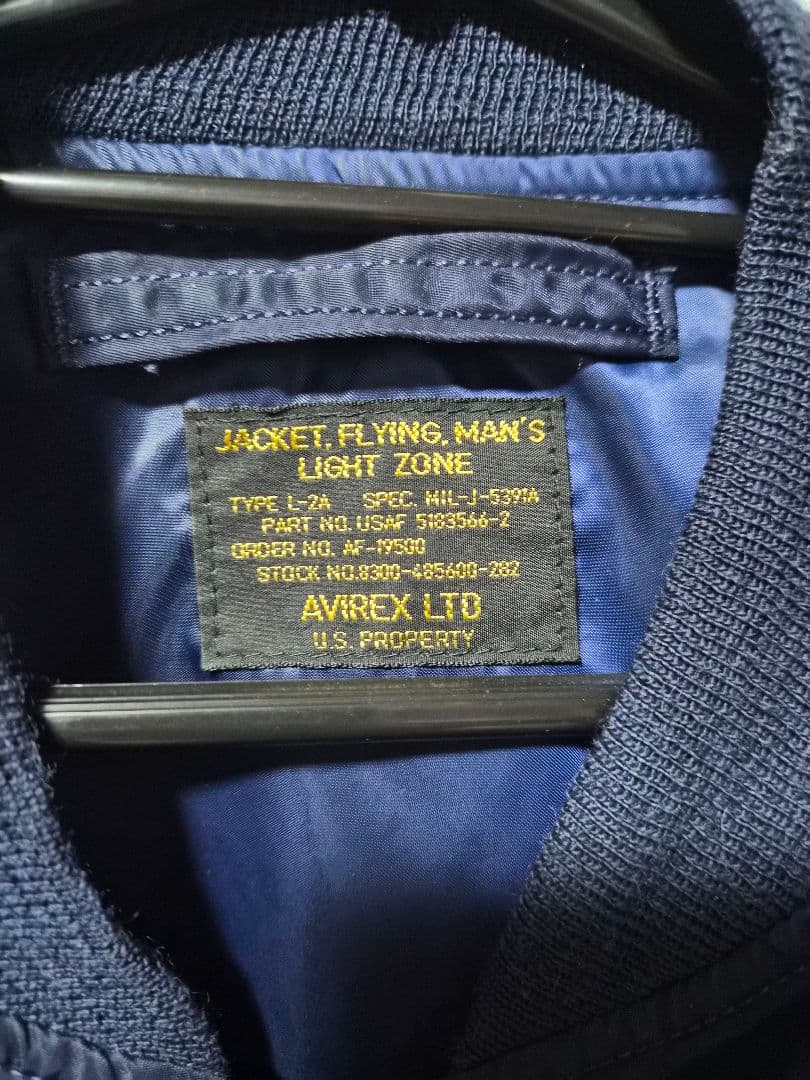 JACKET, FLYING, MAN'S
LIGHT ZONE
TYPE L-2A SPEC. MIL-J-5391A
PART NO. USAF 5183566-2
ORDER NO. AF-19500
STOCK NO.8300-485600-282
AVIREX LTD
U.S. PROPERTY